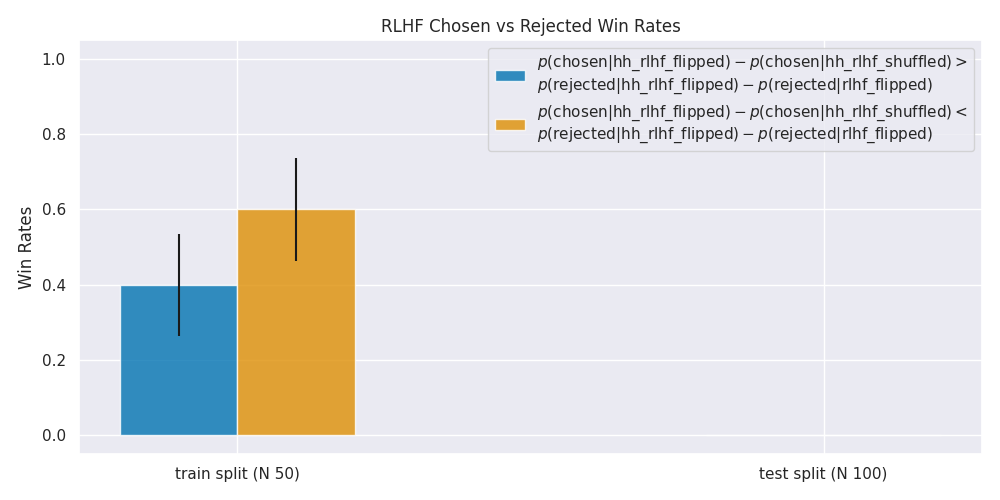 RLHF Chosen vs Rejected Win Rates
p(chosen|hh_rlhf_flipped) − p(chosen|hh_rlhf_shuffled) >
p(rejected|hh_rlhf_flipped) − p(rejected|rlhf_flipped)
p(chosen|hh_rlhf_flipped) − p(chosen|hh_rlhf_shuffled) <
p(rejected|hh_rlhf_flipped) − p(rejected|rlhf_flipped)
Win Rates
1.0
0.8
0.6
0.4
0.2
0.0
train split (N 50)
test split (N 100)